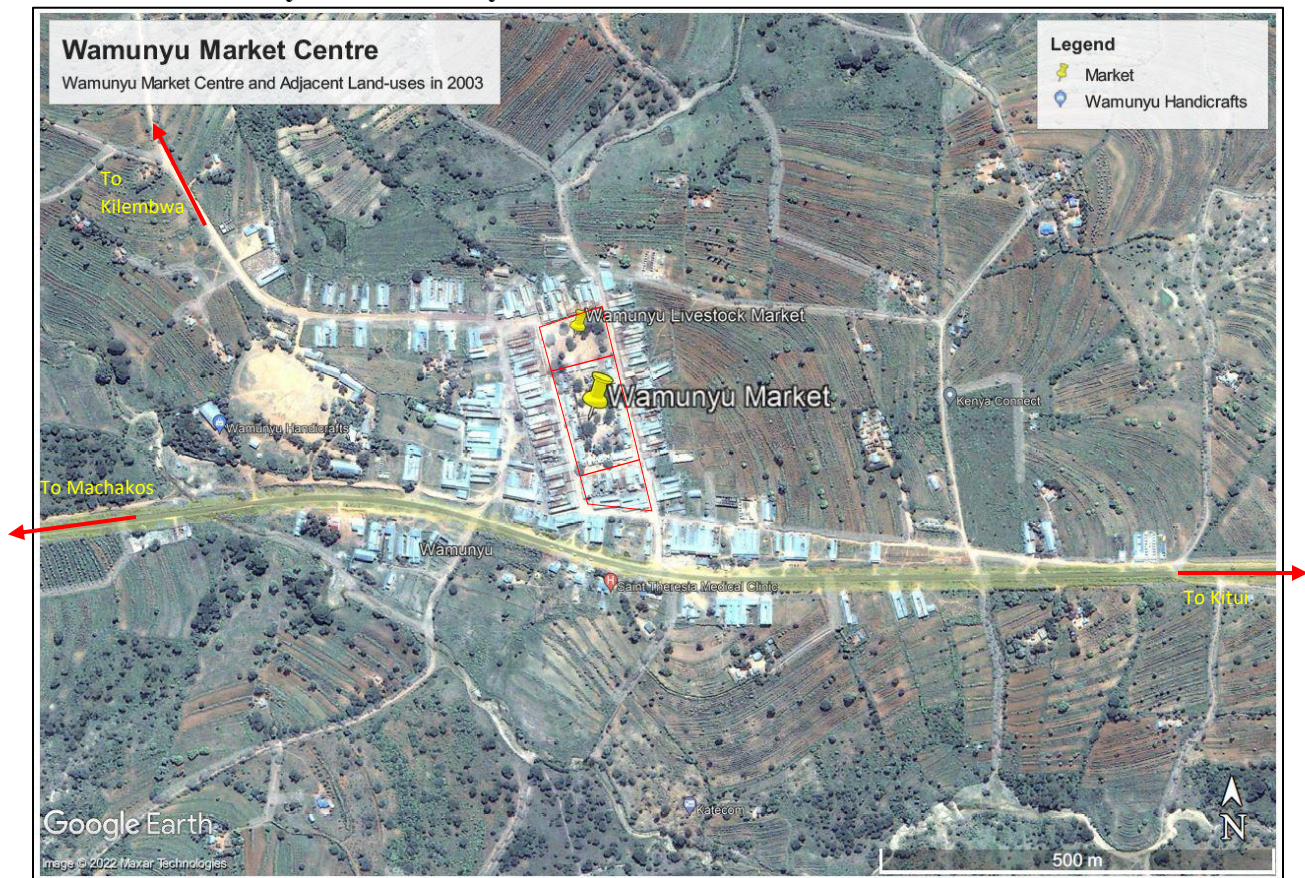 Wamunyu Market Centre
Wamunyu Market Centre and Adjacent Land-uses in 2003
Legend
Market
Wamunyu Handicrafts
To
Kilembwa
Wamunyu Livestock Market
Wamunyu Market
Kenya Connect
Wamunyu Handicrafts
To Machakos
Wamunyu
Saint Theresia Medical Clinic
To Kitui
Katecom
Google Earth
Image © 2022 Maxar Technologies
N
500 m